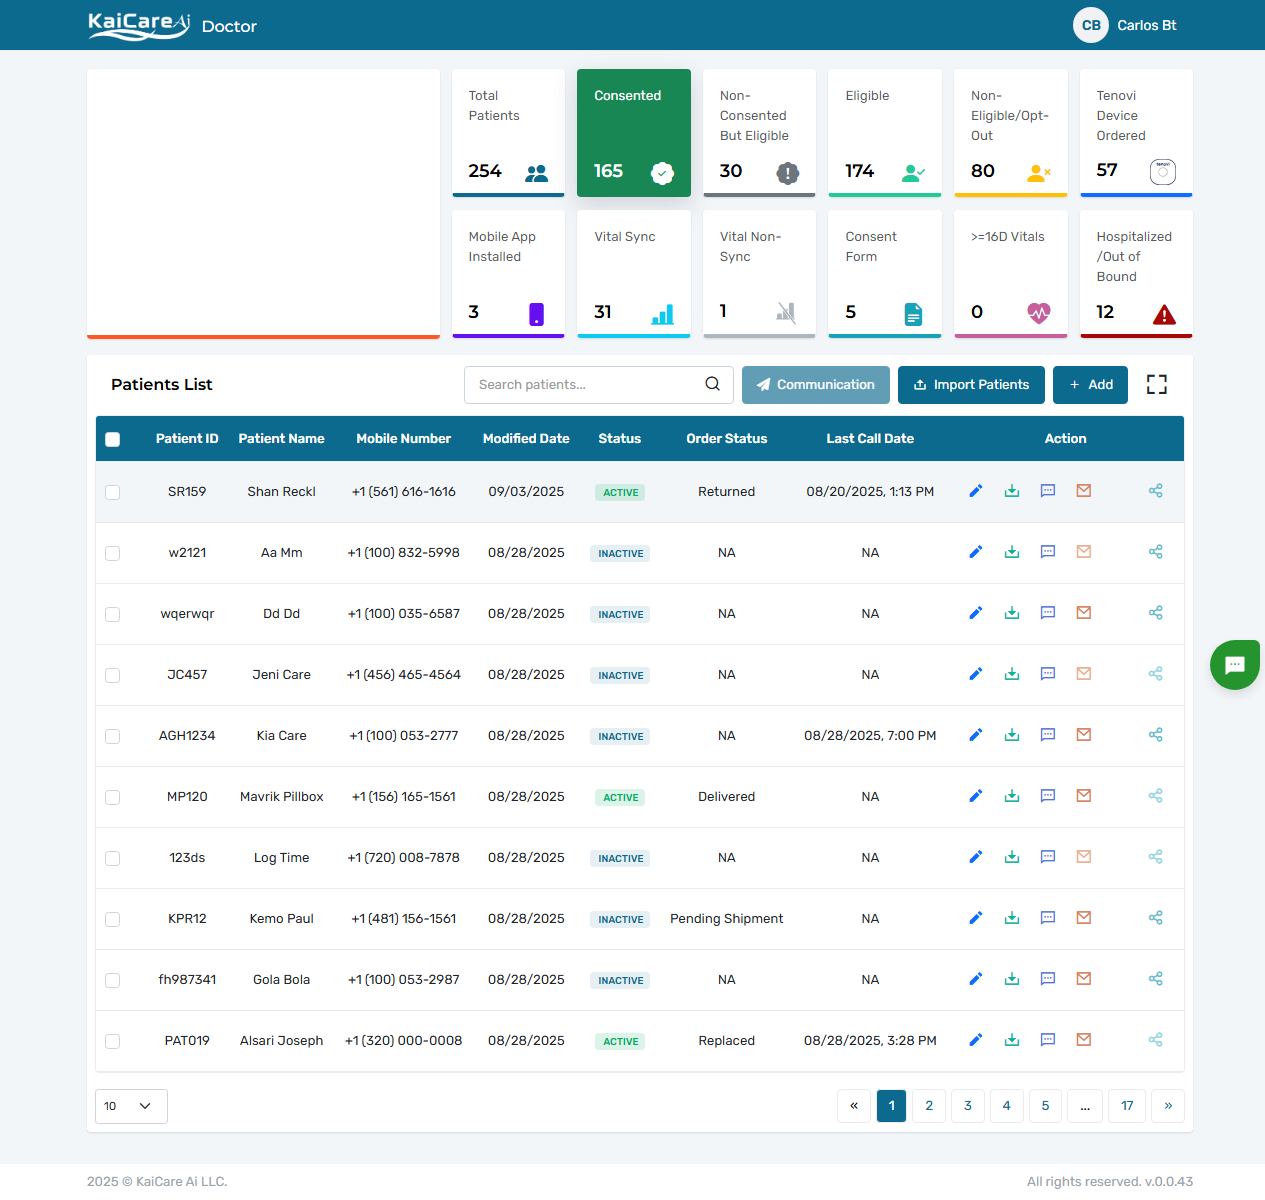 KaiCare Ai Doctor
CB Carlos Bt
Total Patients
254
Consented
165
Non-Consented But Eligible
30
Eligible
174
Non-Eligible/Opt-Out
80
Tenovi Device Ordered
57
tenovi
Mobile App Installed
3
Vital Sync
31
Vital Non-Sync
1
Consent Form
5
>=16D Vitals
0
Hospitalized /Out of Bound
12
Patients List
Search patients...
Communication
Import Patients
+ Add
Patient ID Patient Name Mobile Number Modified Date Status Order Status Last Call Date Action
SR159 Shan Reckl +1 (561) 616-1616 09/03/2025 ACTIVE Returned 08/20/2025, 1:13 PM
w2121 Aa Mm +1 (100) 832-5998 08/28/2025 INACTIVE NA NA
wqerwqr Dd Dd +1 (100) 035-6587 08/28/2025 INACTIVE NA NA
JC457 Jeni Care +1 (456) 465-4564 08/28/2025 INACTIVE NA NA
AGH1234 Kia Care +1 (100) 053-2777 08/28/2025 INACTIVE NA 08/28/2025, 7:00 PM
MP120 Mavrik Pillbox +1 (156) 165-1561 08/28/2025 ACTIVE Delivered NA
123ds Log Time +1 (720) 008-7878 08/28/2025 INACTIVE NA NA
KPR12 Kemo Paul +1 (481) 156-1561 08/28/2025 INACTIVE Pending Shipment NA
fh987341 Gola Bola +1 (100) 053-2987 08/28/2025 INACTIVE NA NA
PAT019 Alsari Joseph +1 (320) 000-0008 08/28/2025 ACTIVE Replaced 08/28/2025, 3:28 PM
10
« 1 2 3 4 5 ... 17 »
2025 © KaiCare Ai LLC.
All rights reserved. v.0.0.43